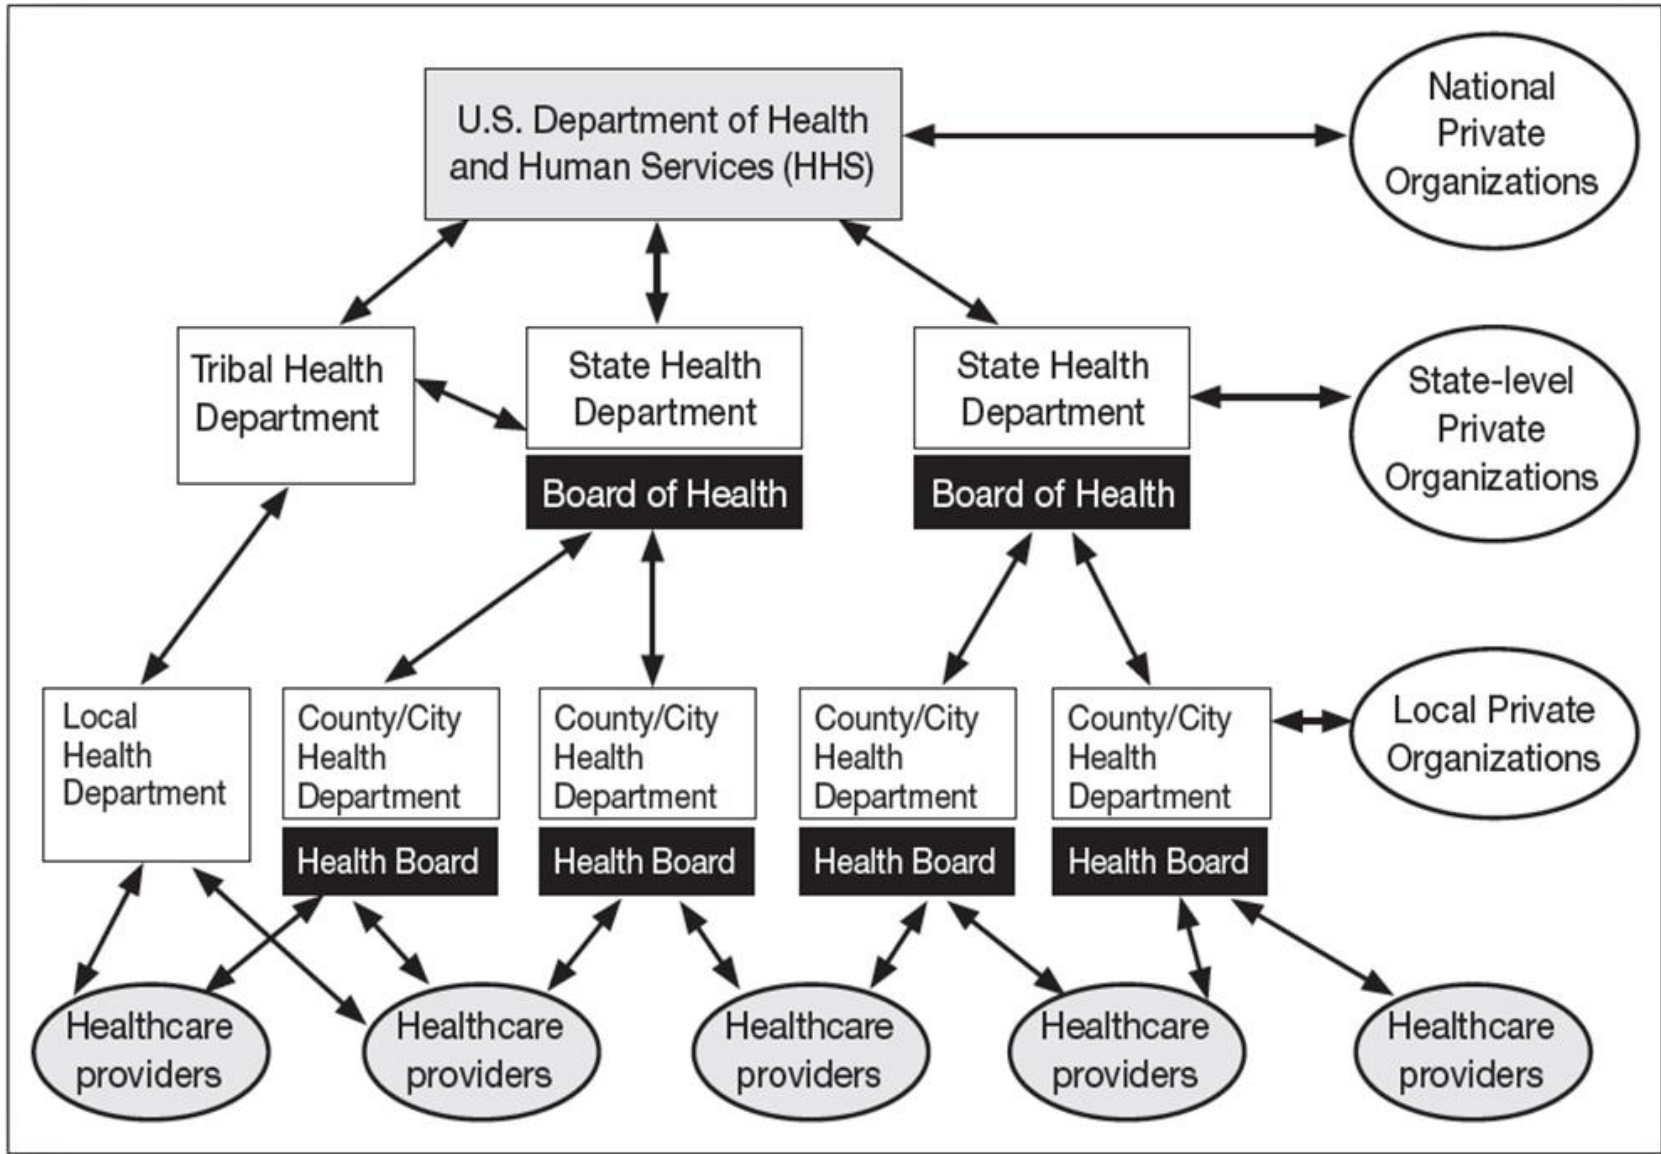 U.S. Department of Health
and Human Services (HHS)
National
Private
Organizations
Tribal Health
Department
State Health
Department
Board of Health
State Health
Department
Board of Health
State-level
Private
Organizations
Local
Health
Department
County/City
Health
Department
Health Board
County/City
Health
Department
Health Board
County/City
Health
Department
Health Board
County/City
Health
Department
Health Board
Local Private
Organizations
Healthcare
providers
Healthcare
providers
Healthcare
providers
Healthcare
providers
Healthcare
providers